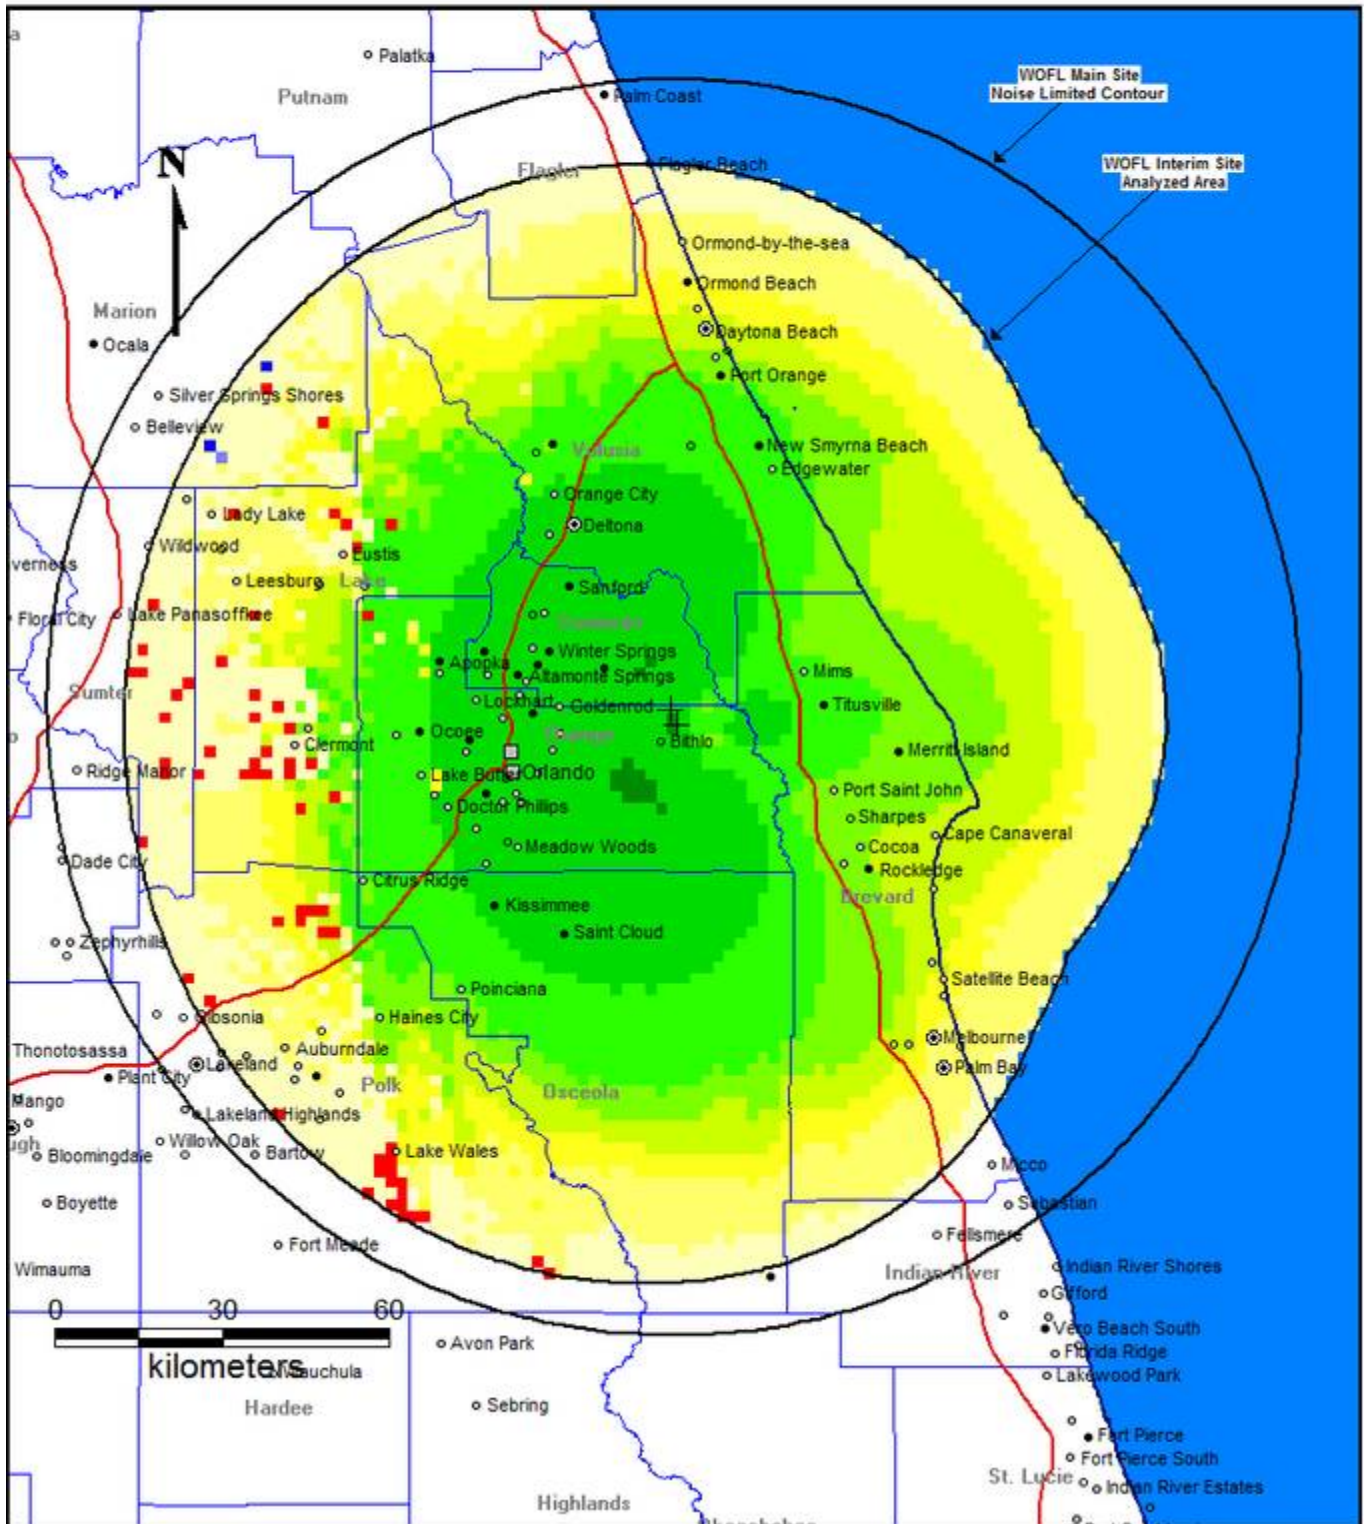 a
Palatka
Putnam
WOFL Main Site
Noise Limited Contour
Palm Coast
N
Flagler
Flagler Beach
WOFL Interim Site
Analyzed Area
Ormond-by-the-sea
Ormond Beach
Marion
Ocala
Daytona Beach
Port Orange
Silver Springs Shores
Belleview
Volusia
New Smyrna Beach
Edgewater
Orange City
Lady Lake
Deltona
Wildwood
Eustis
verness
Leesburg
Lake
Sanford
Floral City
Lake Panasoffkee
Seminole
Winter Springs
Apopka
Altamonte Springs
Mims
Sumter
Lockhart
Goldenrod
Titusville
Ocoee
Orange
Bithlo
Clermont
Merritt Island
Ridge Manor
Lake Butler
Orlando
Port Saint John
Doctor Phillips
Sharpes
Cape Canaveral
Meadow Woods
Cocoa
Dade City
Rockledge
Citrus Ridge
Brevard
Kissimmee
Saint Cloud
Zephyrhills
Satellite Beach
Poinciana
Gibsonia
Haines City
Melbourne
Thonotosassa
Auburndale
Lakeland
Palm Bay
Plant City
Polk
Osceola
Mango
Lakeland Highlands
ugh
Willow Oak
Bartow
Lake Wales
Bloomingdale
Micco
Boyette
Sebastian
Fellsmere
Fort Meade
Wimauma
Indian River
Indian River Shores
Gifford
0 30 60
kilometers
Vero Beach South
Avon Park
Florida Ridge
Wauchula
Lakewood Park
Hardee
Sebring
Fort Pierce
Fort Pierce South
St. Lucie
Indian River Estates
Highlands
Okeechobee